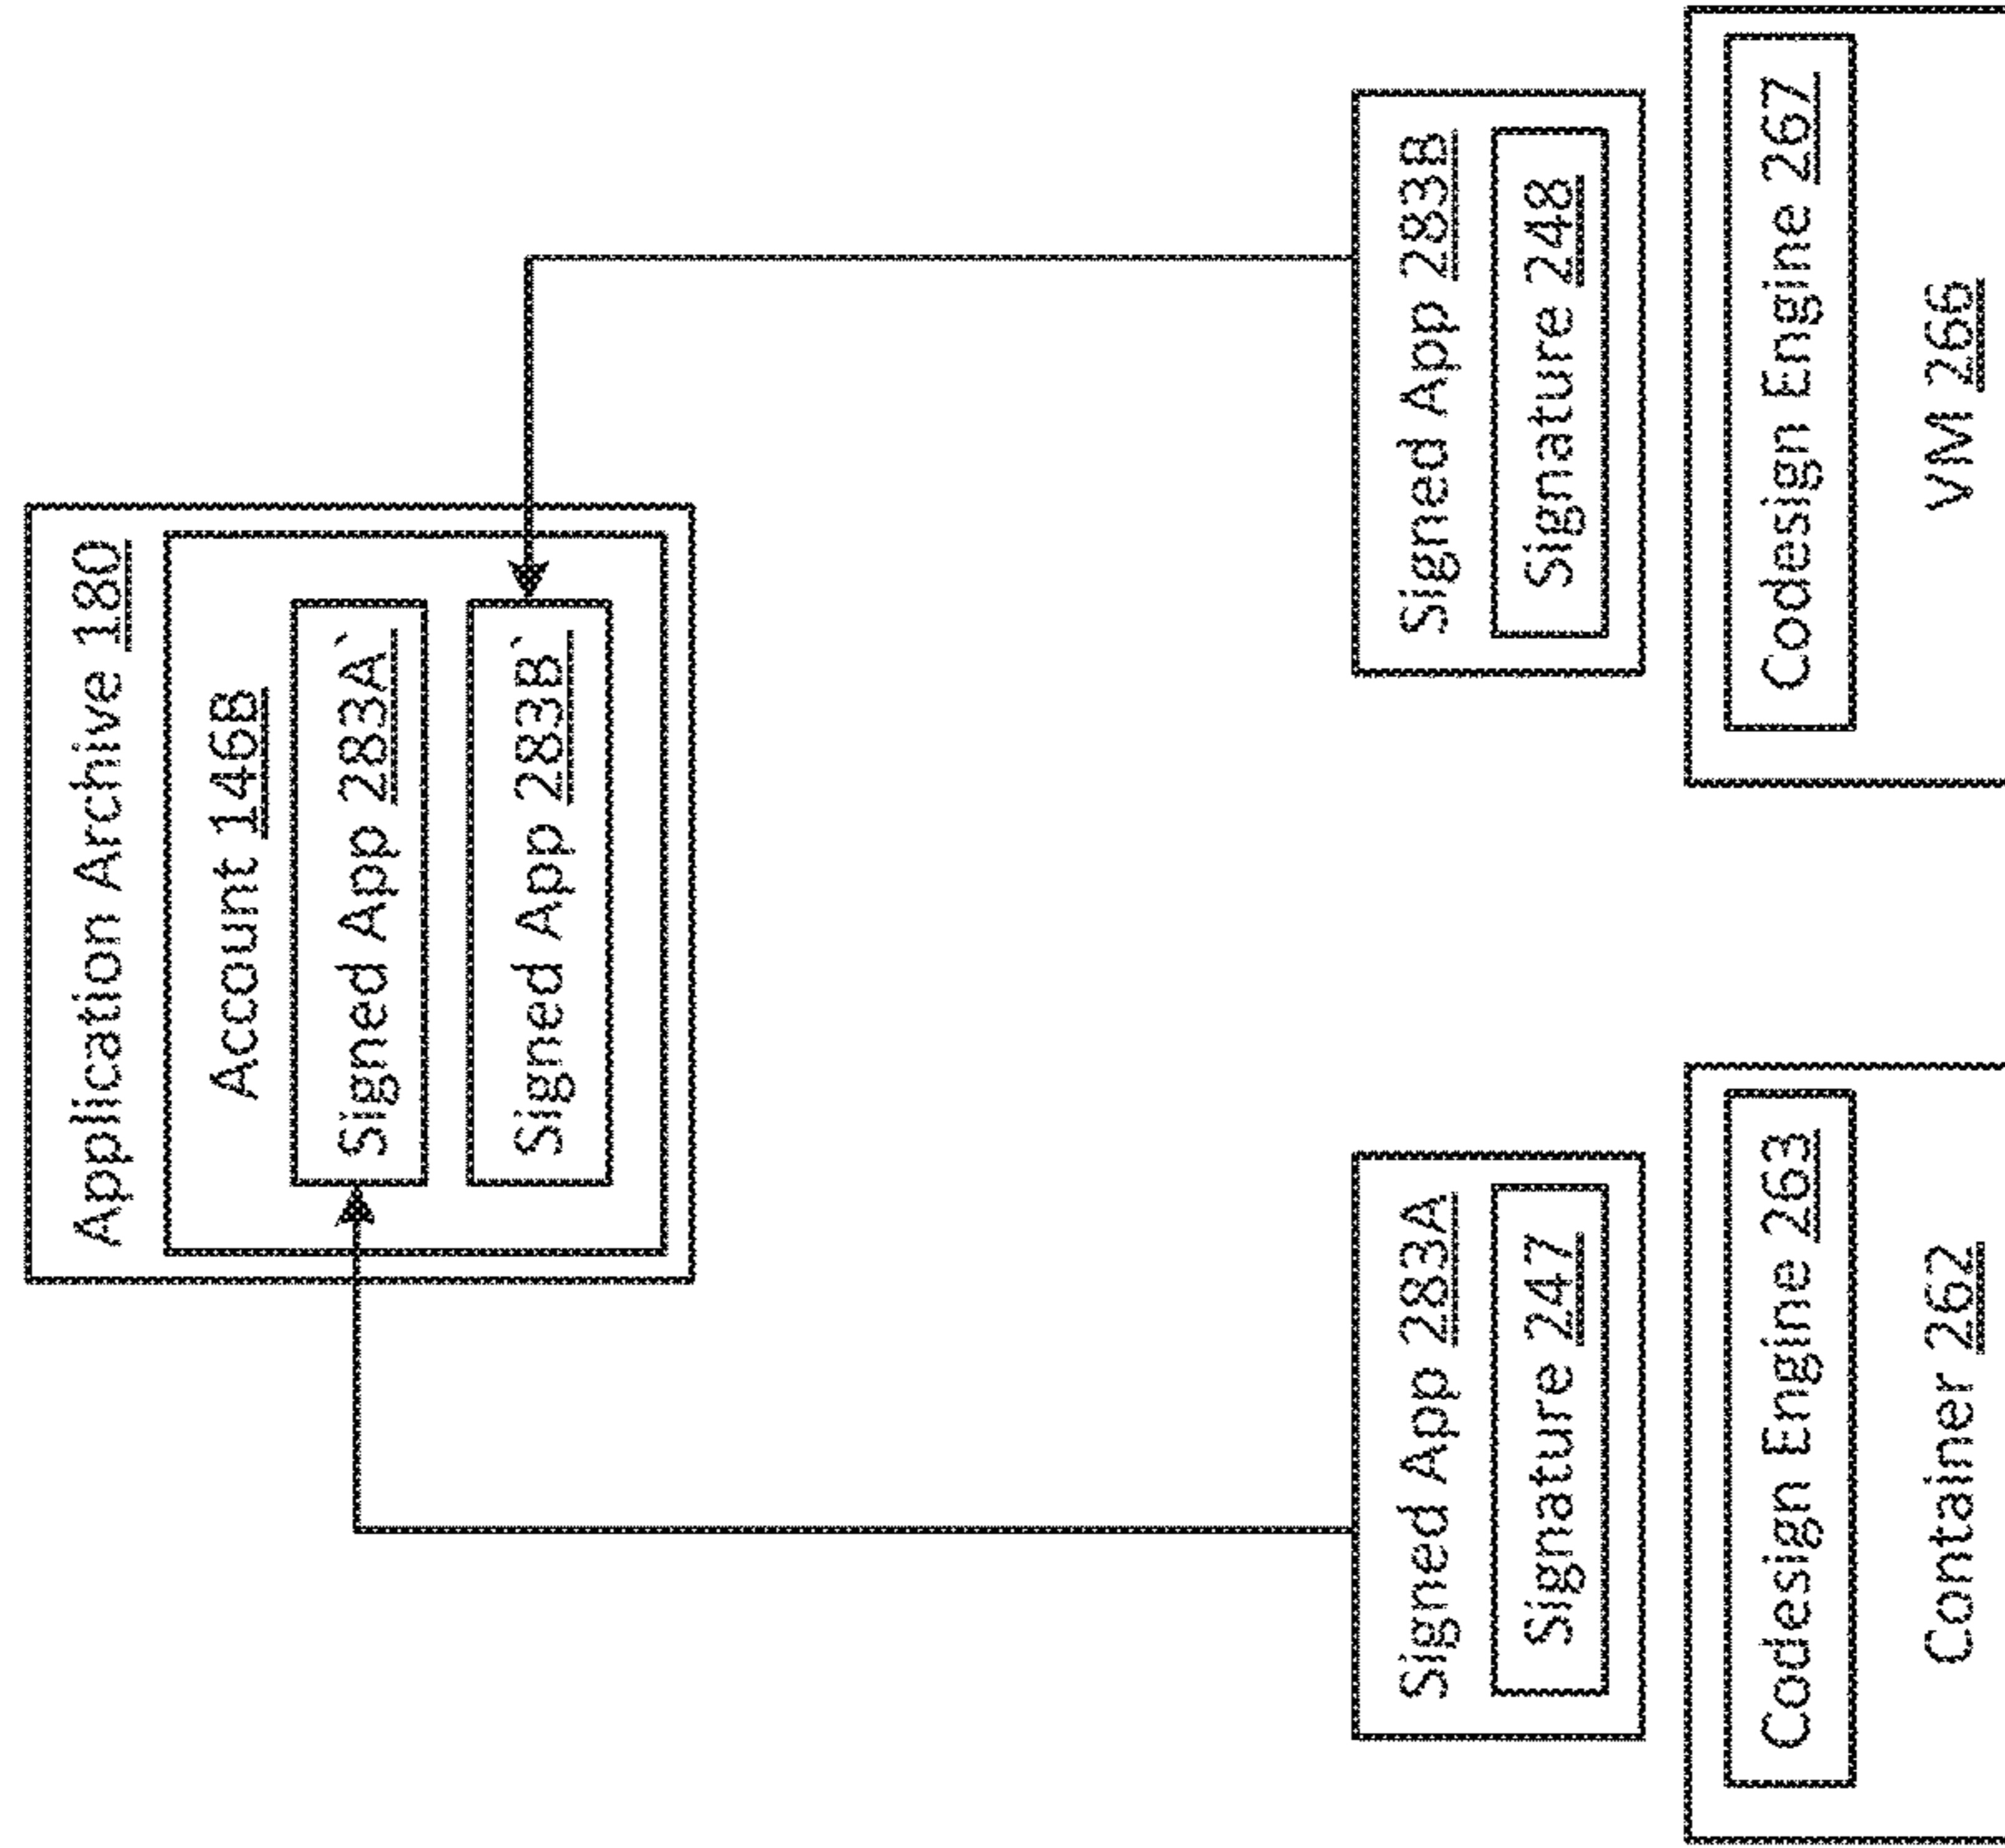 Application Archive 180
Account 146B
Signed App 283A`
Signed App 283B`
Signed App 283A
Signature 247
Codesign Engine 263
Container 262
Signed App 283B
Signature 248
Codesign Engine 267
VM 266